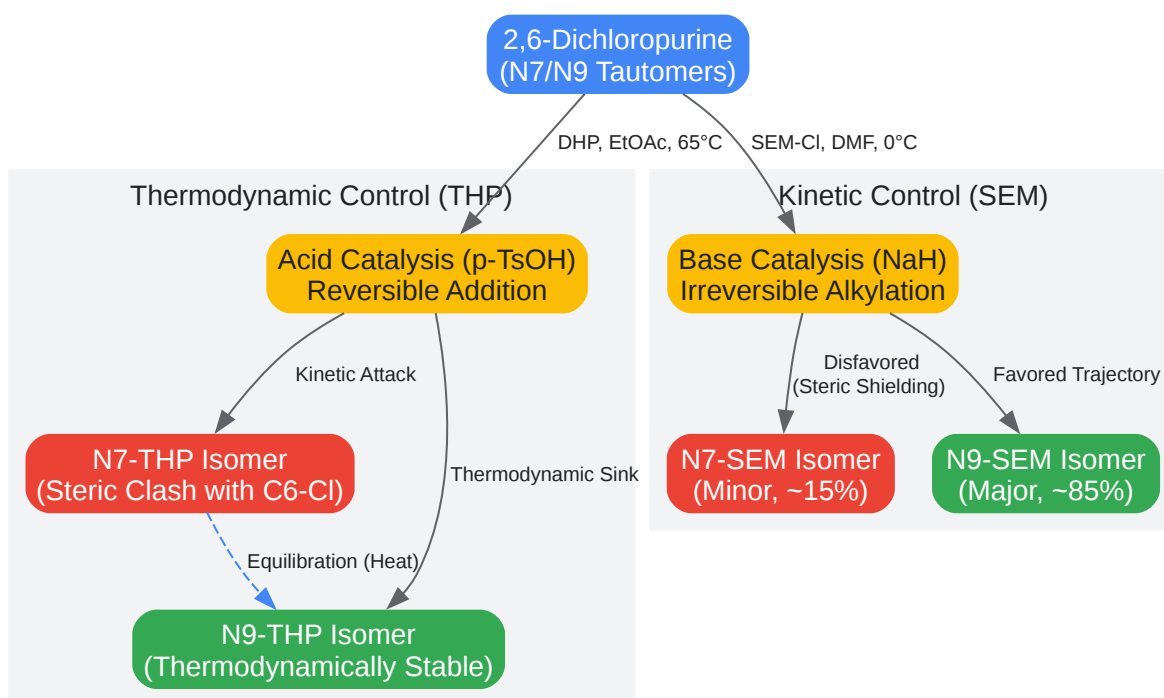 2,6-Dichloropurine
(N7/N9 Tautomers)
DHP, EtOAc, 65°C
SEM-Cl, DMF, 0°C
Thermodynamic Control (THP)
Kinetic Control (SEM)
Acid Catalysis (p-TsOH)
Reversible Addition
Base Catalysis (NaH)
Irreversible Alkylation
Kinetic Attack
Disfavored
(Steric Shielding)
Favored Trajectory
N7-THP Isomer
(Steric Clash with C6-Cl)
Thermodynamic Sink
N7-SEM Isomer
(Minor, ~15%)
N9-SEM Isomer
(Major, ~85%)
Equilibration (Heat)
N9-THP Isomer
(Thermodynamically Stable)